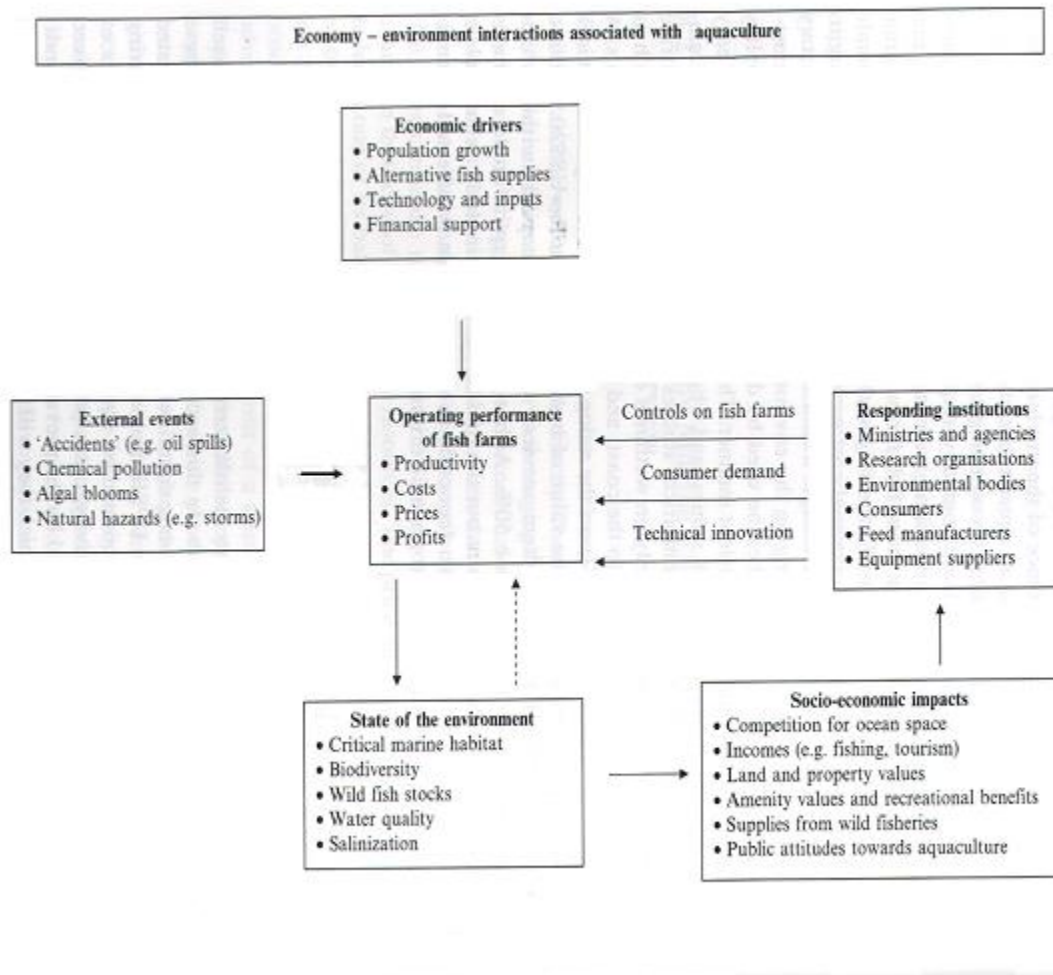 Economy – environment interactions associated with aquaculture
Economic drivers
• Population growth
• Alternative fish supplies
• Technology and inputs
• Financial support
External events
• 'Accidents' (e.g. oil spills)
• Chemical pollution
• Algal blooms
• Natural hazards (e.g. storms)
Operating performance
of fish farms
• Productivity
• Costs
• Prices
• Profits
Controls on fish farms
Consumer demand
Technical innovation
Responding institutions
• Ministries and agencies
• Research organisations
• Environmental bodies
• Consumers
• Feed manufacturers
• Equipment suppliers
State of the environment
• Critical marine habitat
• Biodiversity
• Wild fish stocks
• Water quality
• Salinization
Socio-economic impacts
• Competition for ocean space
• Incomes (e.g. fishing, tourism)
• Land and property values
• Amenity values and recreational benefits
• Supplies from wild fisheries
• Public attitudes towards aquaculture